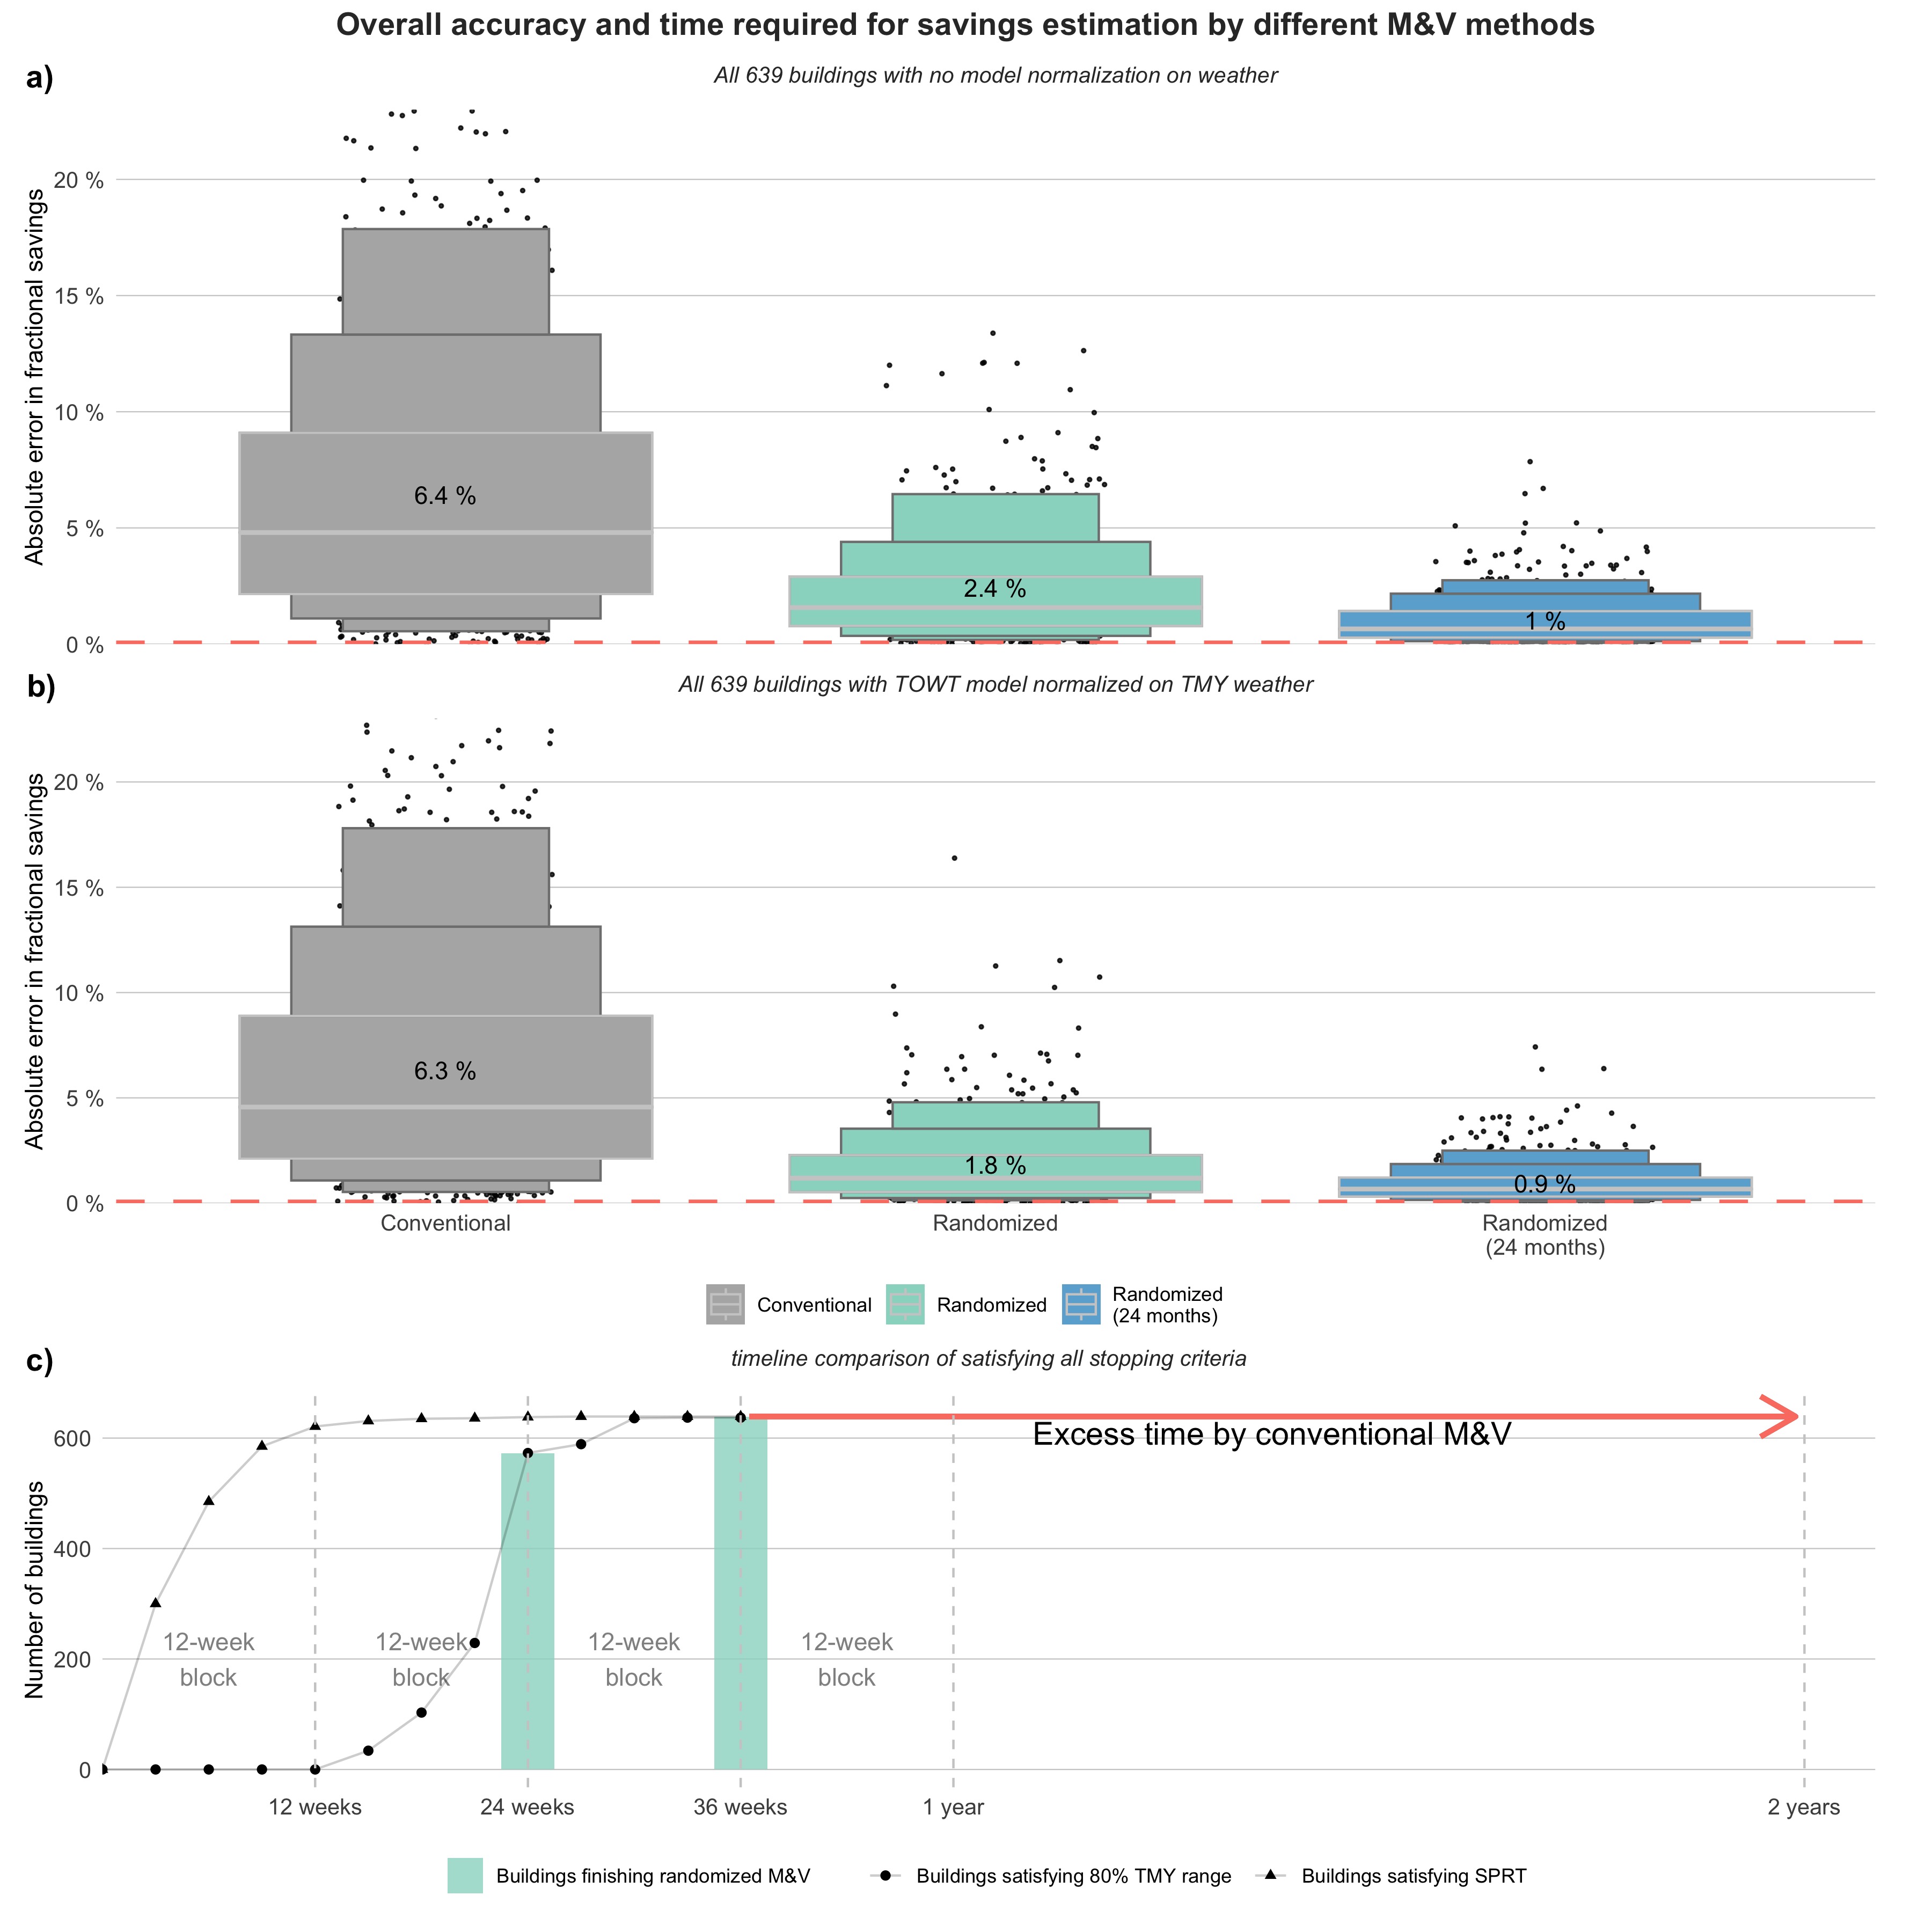 Overall accuracy and time required for savings estimation by different M&V methods
a)
All 639 buildings with no model normalization on weather
Absolute error in fractional savings
20 %
15 %
10 %
5 %
0 %
6.4 %
2.4 %
1 %
b)
All 639 buildings with TOWT model normalized on TMY weather
Absolute error in fractional savings
20 %
15 %
10 %
5 %
0 %
6.3 %
1.8 %
0.9 %
Conventional
Randomized
Randomized
(24 months)
Conventional
Randomized
Randomized
(24 months)
c)
timeline comparison of satisfying all stopping criteria
Number of buildings
600
400
200
0
Excess time by conventional M&V
12-week
block
12-week
block
12-week
block
12-week
block
12 weeks
24 weeks
36 weeks
1 year
2 years
Buildings finishing randomized M&V
Buildings satisfying 80% TMY range
Buildings satisfying SPRT